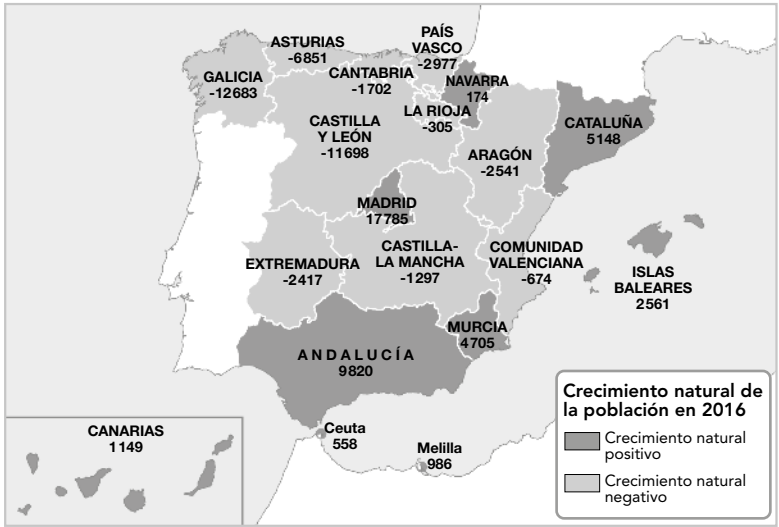 ASTURIAS
-6851
PAÍS
VASCO
-2977
GALICIA
-12683
CANTABRIA
-1702
NAVARRA
174
LA RIOJA
-305
CASTILLA
Y LEÓN
-11698
CATALUÑA
5148
ARAGÓN
-2541
MADRID
17785
EXTREMADURA
-2417
CASTILLA-
LA MANCHA
-1297
COMUNIDAD
VALENCIANA
-674
ISLAS
BALEARES
2561
MURCIA
4705
ANDALUCÍA
9820
CANARIAS
1149
Ceuta
558
Melilla
986
Crecimiento natural de
la población en 2016
Crecimiento natural
positivo
Crecimiento natural
negativo